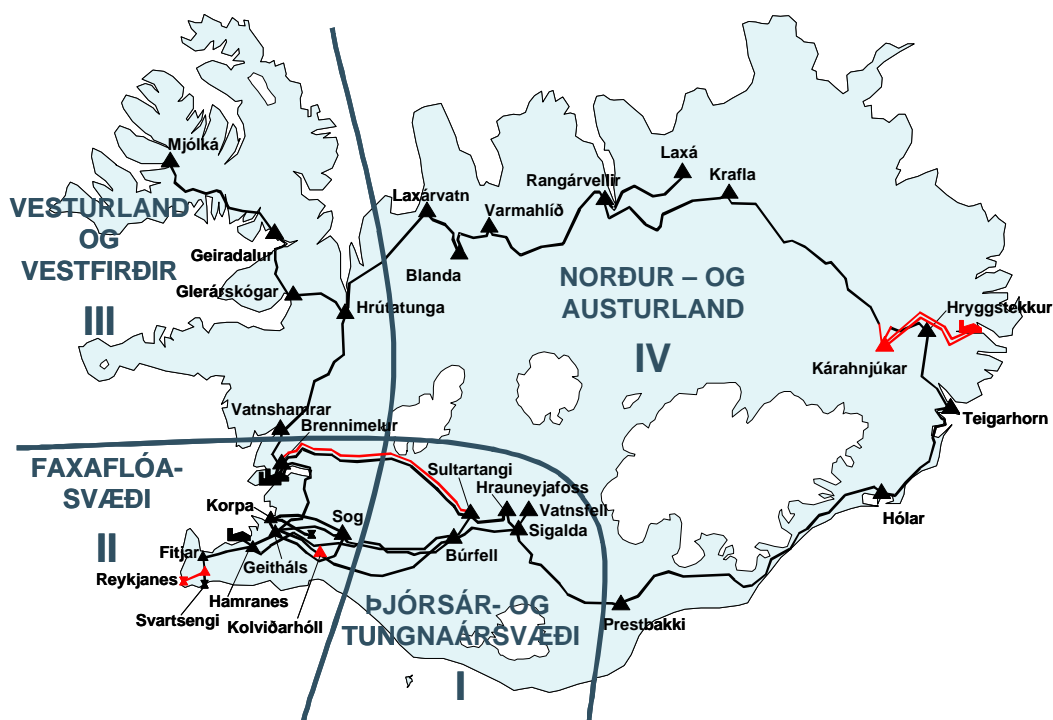 Mjólká
VESTURLAND
OG
VESTFIRÐIR
III
Geiradalur
Glerárskógar
Hrútatunga
Laxárvatn
Blanda
Varmahlíð
Rangárvellir
Laxá
Krafla
NORÐUR – OG
AUSTURLAND
IV
Hryggstekkur
Kárahnjúkar
Teigarhorn
Hólar
Prestbakki
Vatnshamrar
Brennimelur
FAXAFLÓA-
SVÆÐI
II
Korpa
Sog
Fitjar
Geitháls
Reykjanes
Hamranes
Svartsengi
Kolviðarhóll
Sultartangi
Hrauneyjafoss
Vatnsfell
Sigalda
Búrfell
ÞJÓRSÁR- OG
TUNGNAÁRSVÆÐI
I